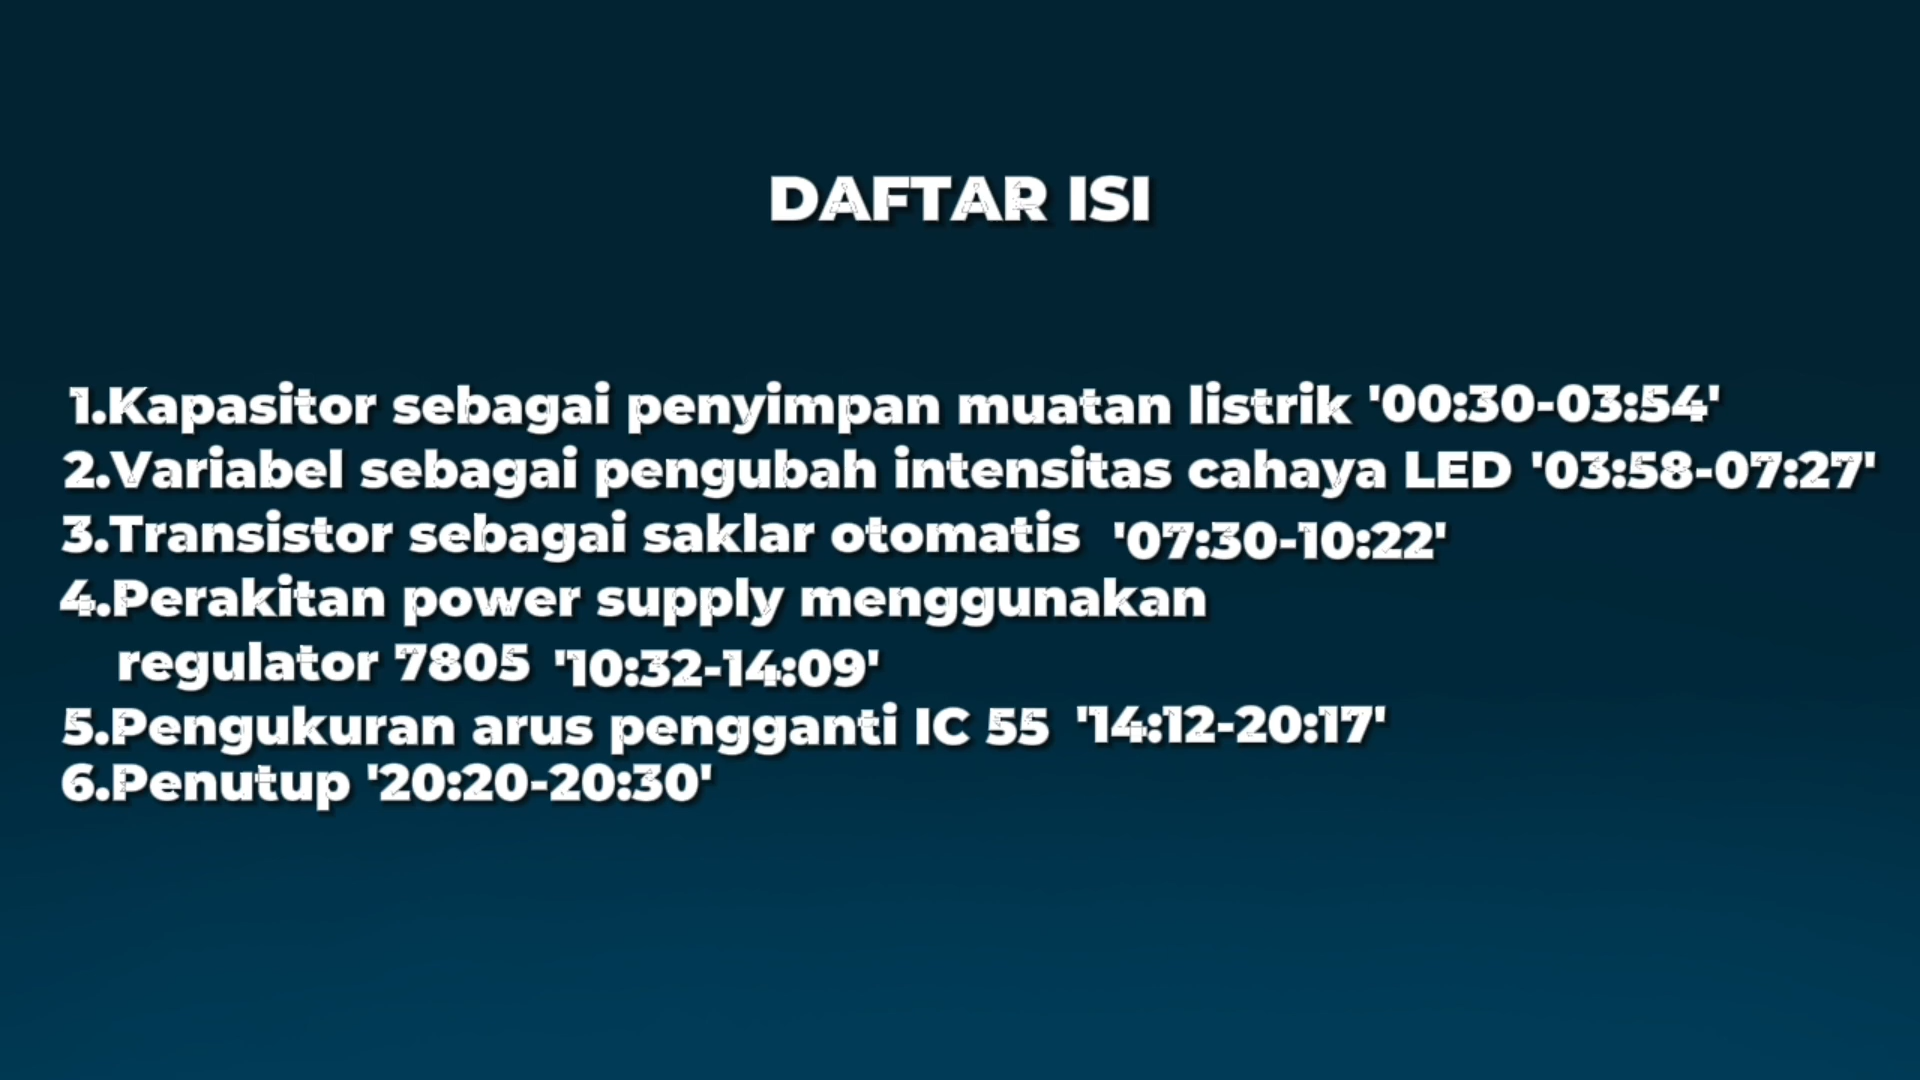 DAFTAR ISI
1.Kapasitor sebagai penyimpan muatan listrik '00:30-03:54'
2.Variabel sebagai pengubah intensitas cahaya LED '03:58-07:27'
3.Transistor sebagai saklar otomatis '07:30-10:22'
4.Perakitan power supply menggunakan
regulator 7805 '10:32-14:09'
5.Pengukuran arus pengganti IC 55 '14:12-20:17'
6.Penutup '20:20-20:30'